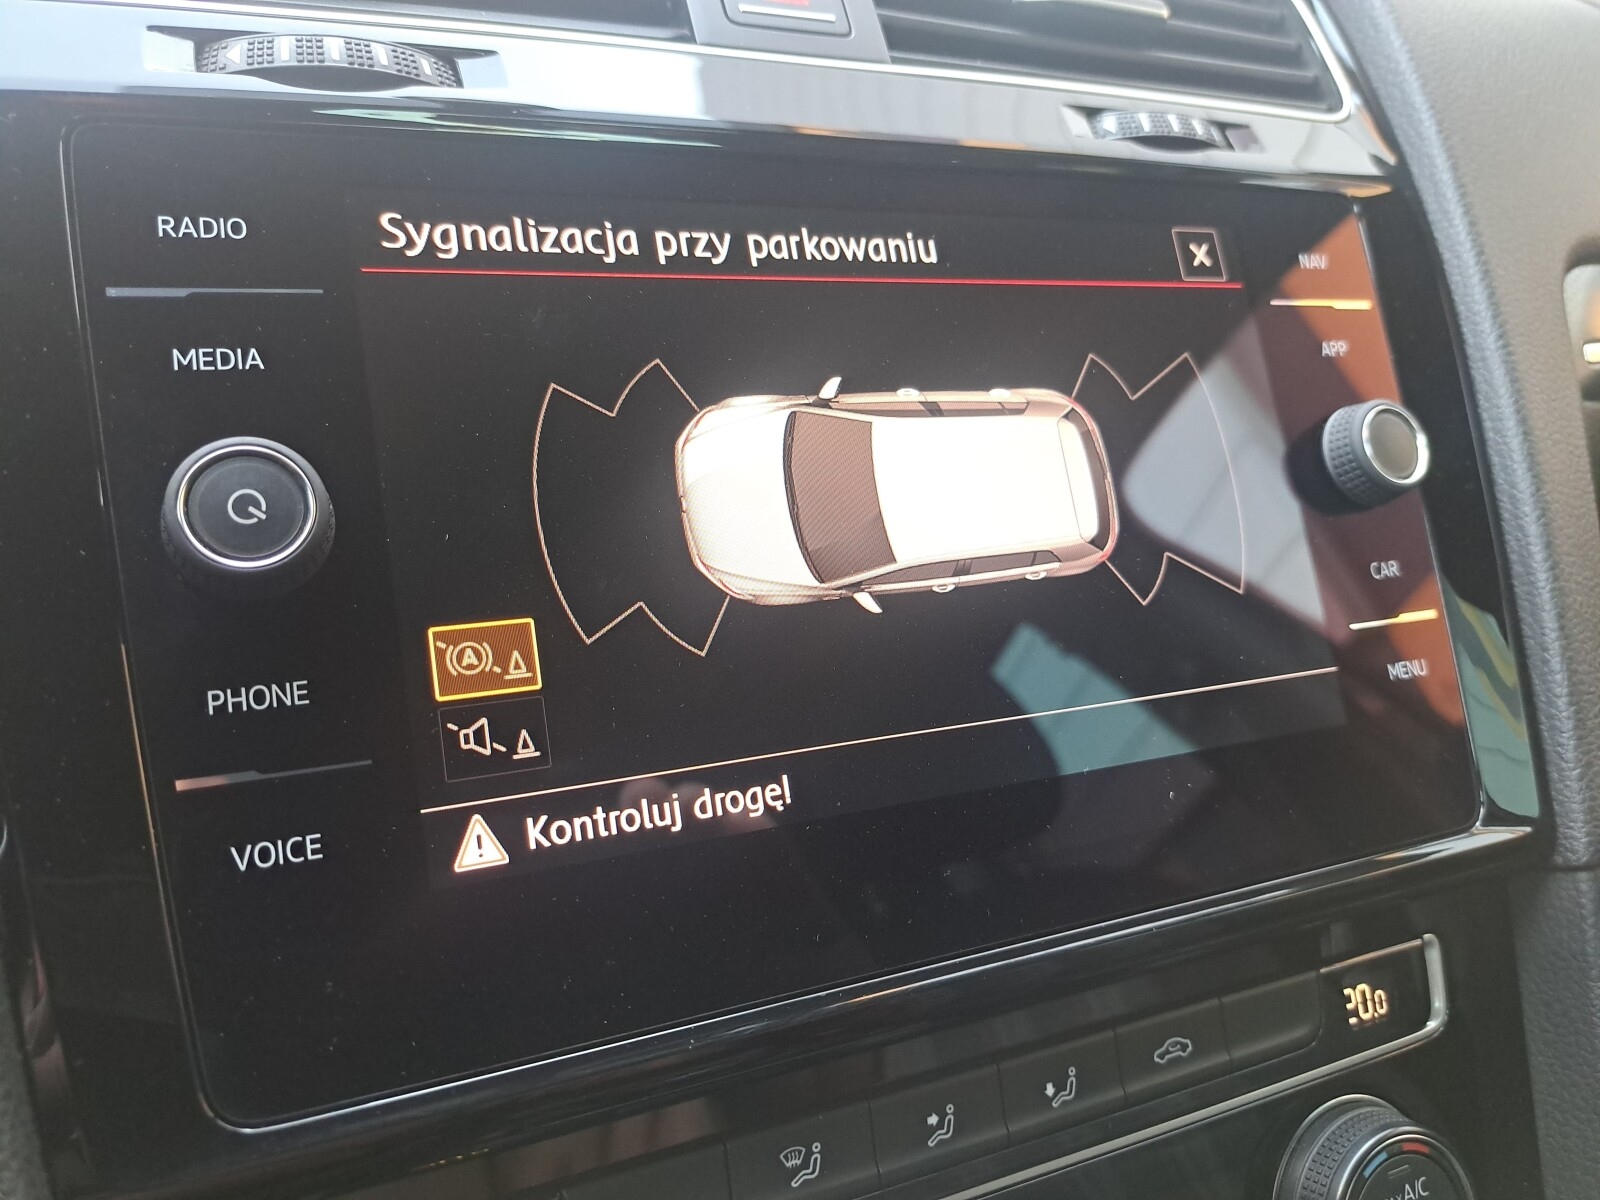 RADIO
Sygnalizacja przy parkowaniu
X
NAV
MEDIA
APP
CAR
A
PHONE
MENU
VOICE
Kontroluj drogę!
20.0
A/C